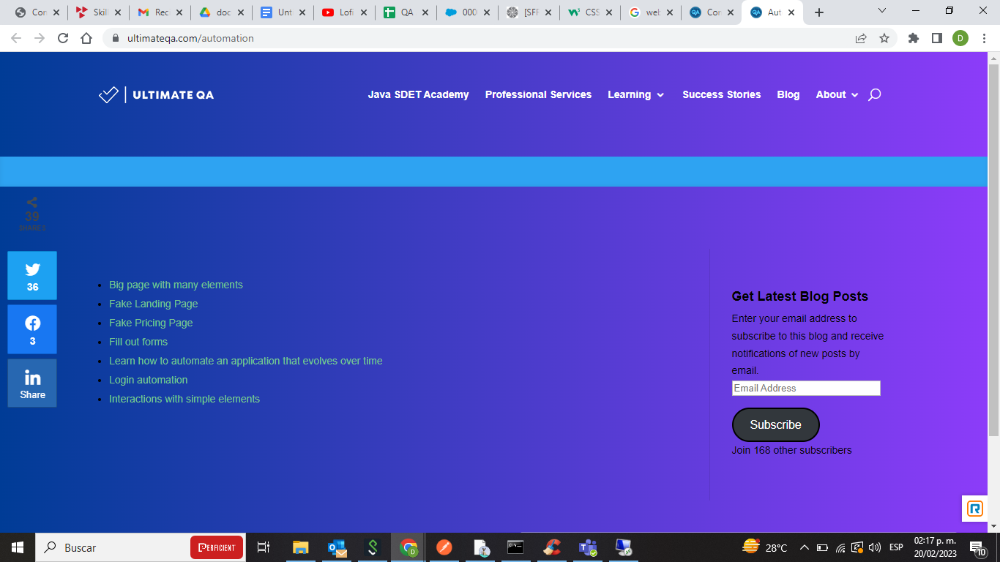 Con
Skill
Rec
doc
Unt
Lofi
QA
000
[SFF
CSS
web
Con
Aut
ultimateqa.com/automation
D
ULTIMATE QA
Java SDET Academy
Professional Services
Learning
Success Stories
Blog
About
39
SHARES
36
3
Share
Big page with many elements
Fake Landing Page
Fake Pricing Page
Fill out forms
Learn how to automate an application that evolves over time
Login automation
Interactions with simple elements
Get Latest Blog Posts
Enter your email address to
subscribe to this blog and receive
notifications of new posts by
email.
Email Address
Subscribe
Join 168 other subscribers
Buscar
PERFICIENT
28°C
ESP
02:17 p. m.
20/02/2023
10